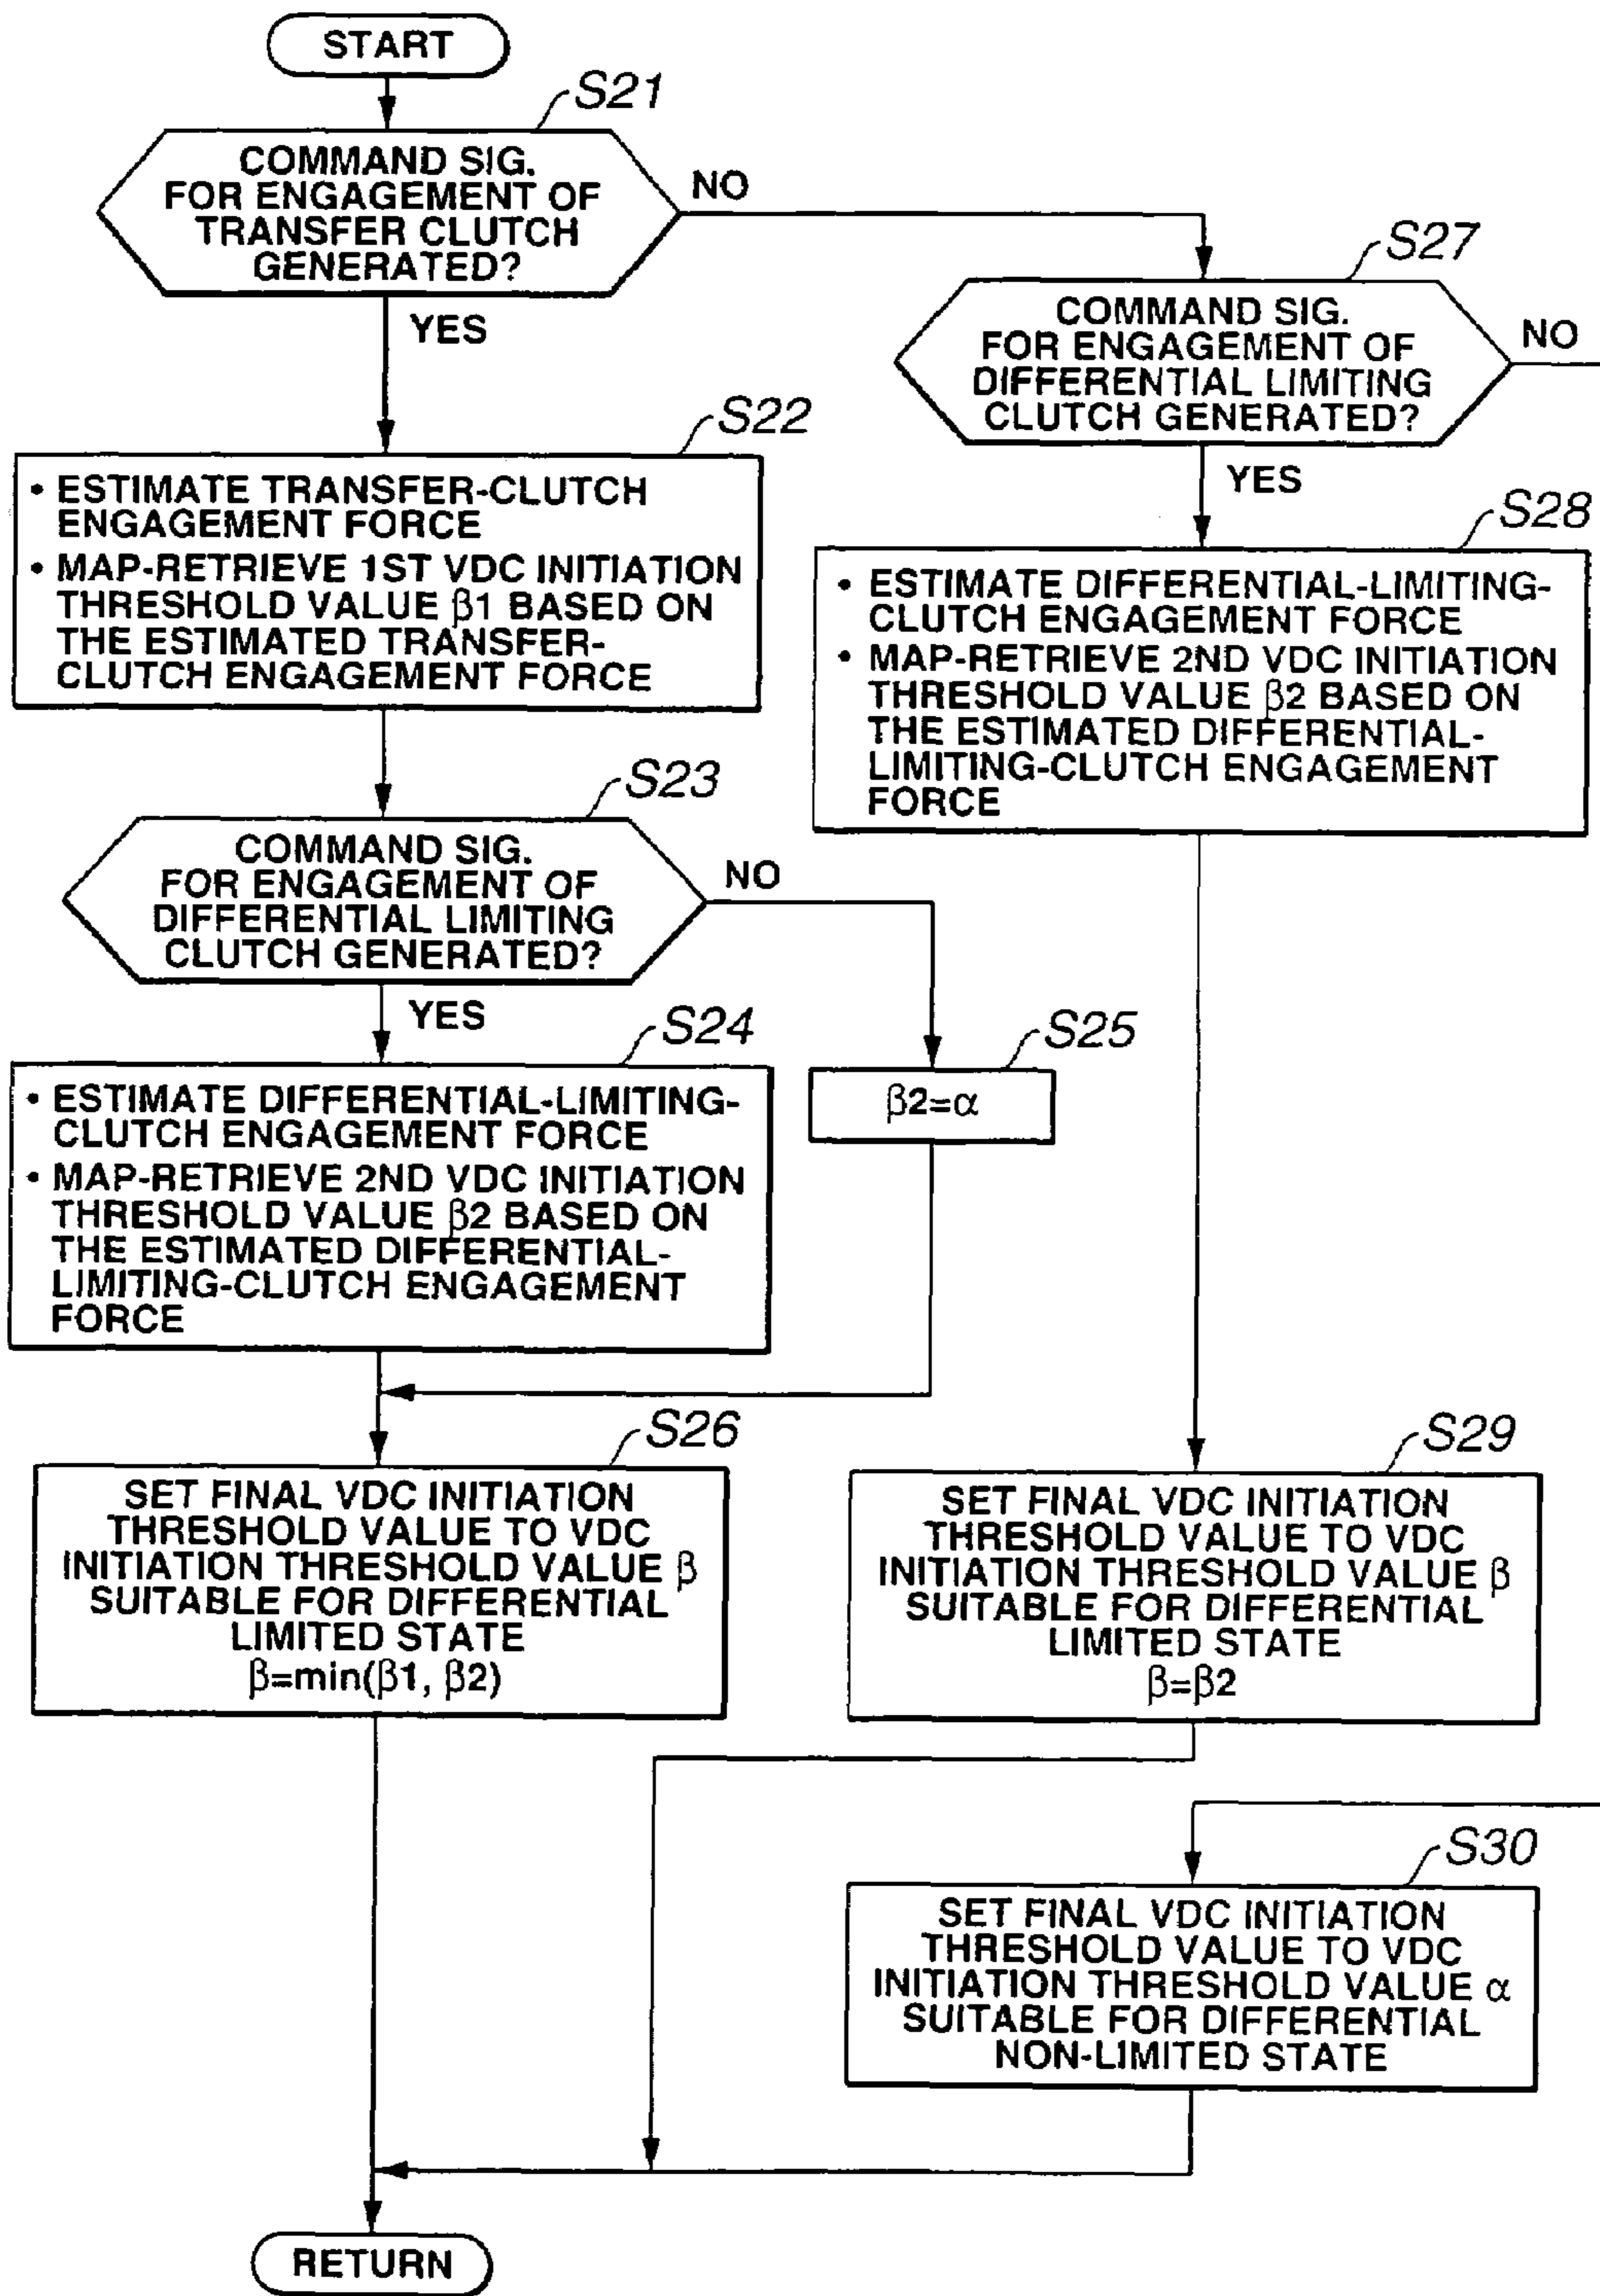 START
S21
COMMAND SIG.
FOR ENGAGEMENT OF
TRANSFER CLUTCH
GENERATED?
NO
YES
S27
COMMAND SIG.
FOR ENGAGEMENT OF
DIFFERENTIAL LIMITING
CLUTCH GENERATED?
NO
YES
S22
• ESTIMATE TRANSFER-CLUTCH
ENGAGEMENT FORCE
• MAP-RETRIEVE 1ST VDC INITIATION
THRESHOLD VALUE β1 BASED ON
THE ESTIMATED TRANSFER-
CLUTCH ENGAGEMENT FORCE
S28
• ESTIMATE DIFFERENTIAL-LIMITING-
CLUTCH ENGAGEMENT FORCE
• MAP-RETRIEVE 2ND VDC INITIATION
THRESHOLD VALUE β2 BASED ON
THE ESTIMATED DIFFERENTIAL-
LIMITING-CLUTCH ENGAGEMENT
FORCE
S23
COMMAND SIG.
FOR ENGAGEMENT OF
DIFFERENTIAL LIMITING
CLUTCH GENERATED?
NO
YES
S24
• ESTIMATE DIFFERENTIAL-LIMITING-
CLUTCH ENGAGEMENT FORCE
• MAP-RETRIEVE 2ND VDC INITIATION
THRESHOLD VALUE β2 BASED ON
THE ESTIMATED DIFFERENTIAL-
LIMITING-CLUTCH ENGAGEMENT
FORCE
S25
β2=α
S26
SET FINAL VDC INITIATION
THRESHOLD VALUE TO VDC
INITIATION THRESHOLD VALUE β
SUITABLE FOR DIFFERENTIAL
LIMITED STATE
β=min(β1, β2)
S29
SET FINAL VDC INITIATION
THRESHOLD VALUE TO VDC
INITIATION THRESHOLD VALUE β
SUITABLE FOR DIFFERENTIAL
LIMITED STATE
β=β2
S30
SET FINAL VDC INITIATION
THRESHOLD VALUE TO VDC
INITIATION THRESHOLD VALUE α
SUITABLE FOR DIFFERENTIAL
NON-LIMITED STATE
RETURN